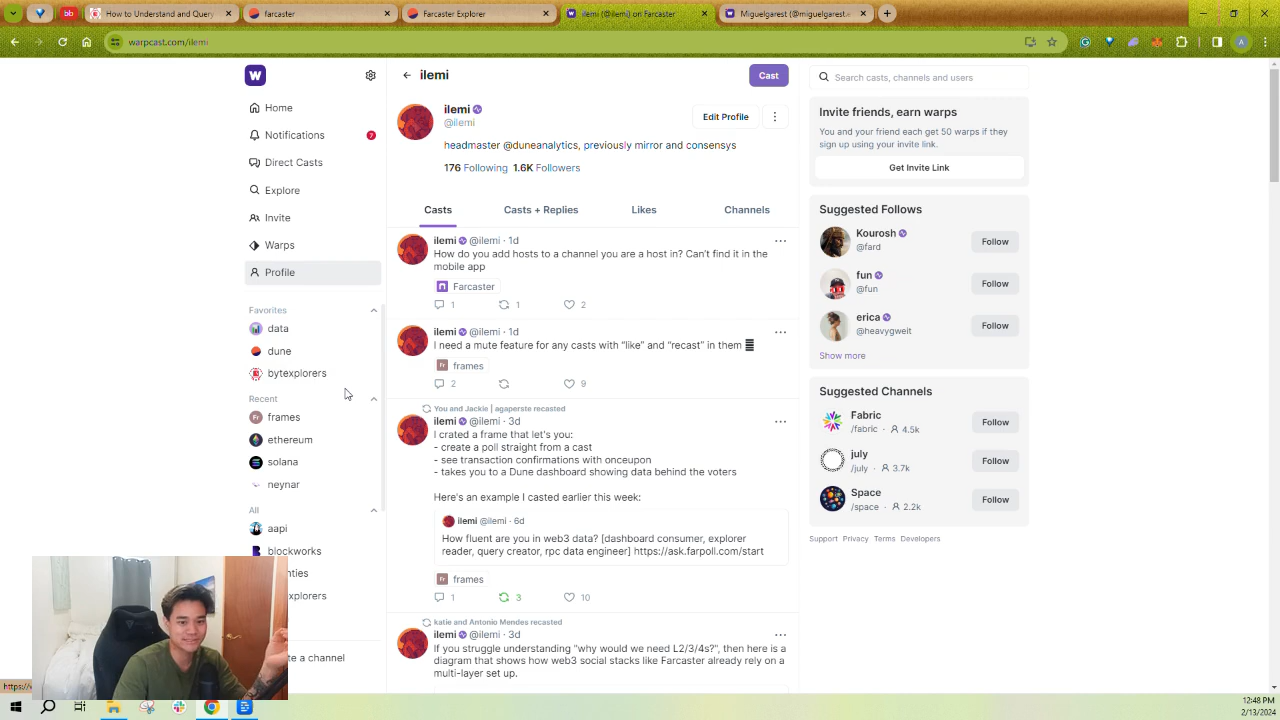 bb
How to Understand and Query
farcaster
Farcaster Explorer
ilemi (@ilemi) on Farcaster
Miguelgarest (@miguelgarest.e
warpcast.com/ilemi
A
W
ilemi
Cast
Search casts, channels and users
Home
Notifications
7
Direct Casts
Explore
Invite
Warps
Profile
Favorites
data
dune
bytexplorers
Recent
Fr frames
ethereum
solana
neynar
All
aapi
blockworks
nties
xplorers
te a channel
ilemi
@ilemi
Edit Profile
headmaster @duneanalytics, previously mirror and consensys
176 Following 1.6K Followers
Casts
Casts + Replies
Likes
Channels
ilemi @ilemi · 1d
How do you add hosts to a channel you are a host in? Can't find it in the
mobile app
Farcaster
1
1
2
ilemi @ilemi · 1d
I need a mute feature for any casts with "like" and "recast" in them
Fr frames
2
9
You and Jackie | agaperste recasted
ilemi @ilemi · 3d
I crated a frame that let's you:
- create a poll straight from a cast
- see transaction confirmations with onceupon
- takes you to a Dune dashboard showing data behind the voters
Here's an example I casted earlier this week:
ilemi @ilemi · 6d
How fluent are you in web3 data? [dashboard consumer, explorer
reader, query creator, rpc data engineer] https://ask.farpoll.com/start
Fr frames
1
3
10
katie and Antonio Mendes recasted
ilemi @ilemi · 3d
If you struggle understanding "why would we need L2/3/4s?", then here is a
diagram that shows how web3 social stacks like Farcaster already rely on a
multi-layer set up.
Invite friends, earn warps
You and your friend each get 50 warps if they
sign up using your invite link.
Get Invite Link
Suggested Follows
Kourosh
@fard
Follow
fun
@fun
Follow
erica
@heavygweit
Follow
Show more
Suggested Channels
Fabric
/fabric · 4.5k
Follow
july
/july · 3.7k
Follow
Space
/space · 2.2k
Follow
Support Privacy Terms Developers
https://
12:48 PM
2/13/2024